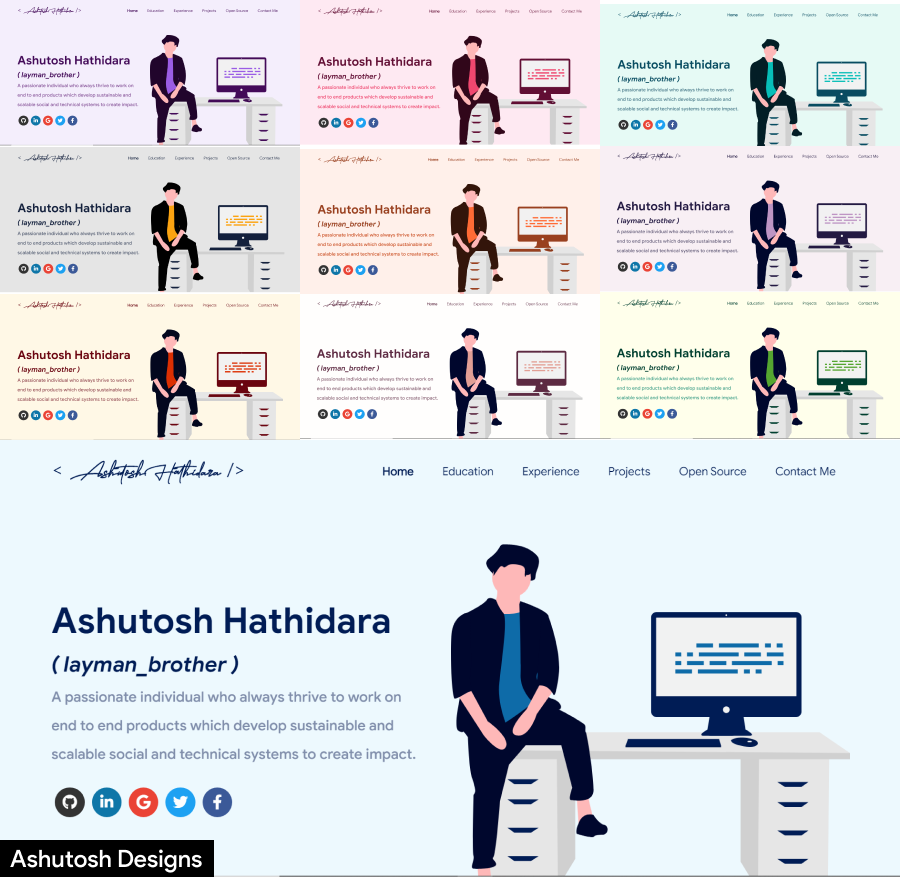 < Ashutosh Hathidara />
Home Education Experience Projects Open Source Contact Me
Ashutosh Hathidara
( layman_brother )
A passionate individual who always thrive to work on
end to end products which develop sustainable and
scalable social and technical systems to create impact.
< Ashutosh Hathidara />
Home Education Experience Projects Open Source Contact Me
Ashutosh Hathidara
( layman_brother )
A passionate individual who always thrive to work on
end to end products which develop sustainable and
scalable social and technical systems to create impact.
< Ashutosh Hathidara />
Home Education Experience Projects Open Source Contact Me
Ashutosh Hathidara
( layman_brother )
A passionate individual who always thrive to work on
end to end products which develop sustainable and
scalable social and technical systems to create impact.
< Ashutosh Hathidara />
Home Education Experience Projects Open Source Contact Me
Ashutosh Hathidara
( layman_brother )
A passionate individual who always thrive to work on
end to end products which develop sustainable and
scalable social and technical systems to create impact.
< Ashutosh Hathidara />
Home Education Experience Projects Open Source Contact Me
Ashutosh Hathidara
( layman_brother )
A passionate individual who always thrive to work on
end to end products which develop sustainable and
scalable social and technical systems to create impact.
< Ashutosh Hathidara />
Home Education Experience Projects Open Source Contact Me
Ashutosh Hathidara
( layman_brother )
A passionate individual who always thrive to work on
end to end products which develop sustainable and
scalable social and technical systems to create impact.
< Ashutosh Hathidara />
Home Education Experience Projects Open Source Contact Me
Ashutosh Hathidara
( layman_brother )
A passionate individual who always thrive to work on
end to end products which develop sustainable and
scalable social and technical systems to create impact.
< Ashutosh Hathidara />
Home Education Experience Projects Open Source Contact Me
Ashutosh Hathidara
( layman_brother )
A passionate individual who always thrive to work on
end to end products which develop sustainable and
scalable social and technical systems to create impact.
< Ashutosh Hathidara />
Home Education Experience Projects Open Source Contact Me
Ashutosh Hathidara
( layman_brother )
A passionate individual who always thrive to work on
end to end products which develop sustainable and
scalable social and technical systems to create impact.
< Ashutosh Hathidara />
Home Education Experience Projects Open Source Contact Me
Ashutosh Hathidara
( layman_brother )
A passionate individual who always thrive to work on
end to end products which develop sustainable and
scalable social and technical systems to create impact.
in G f
Ashutosh Designs